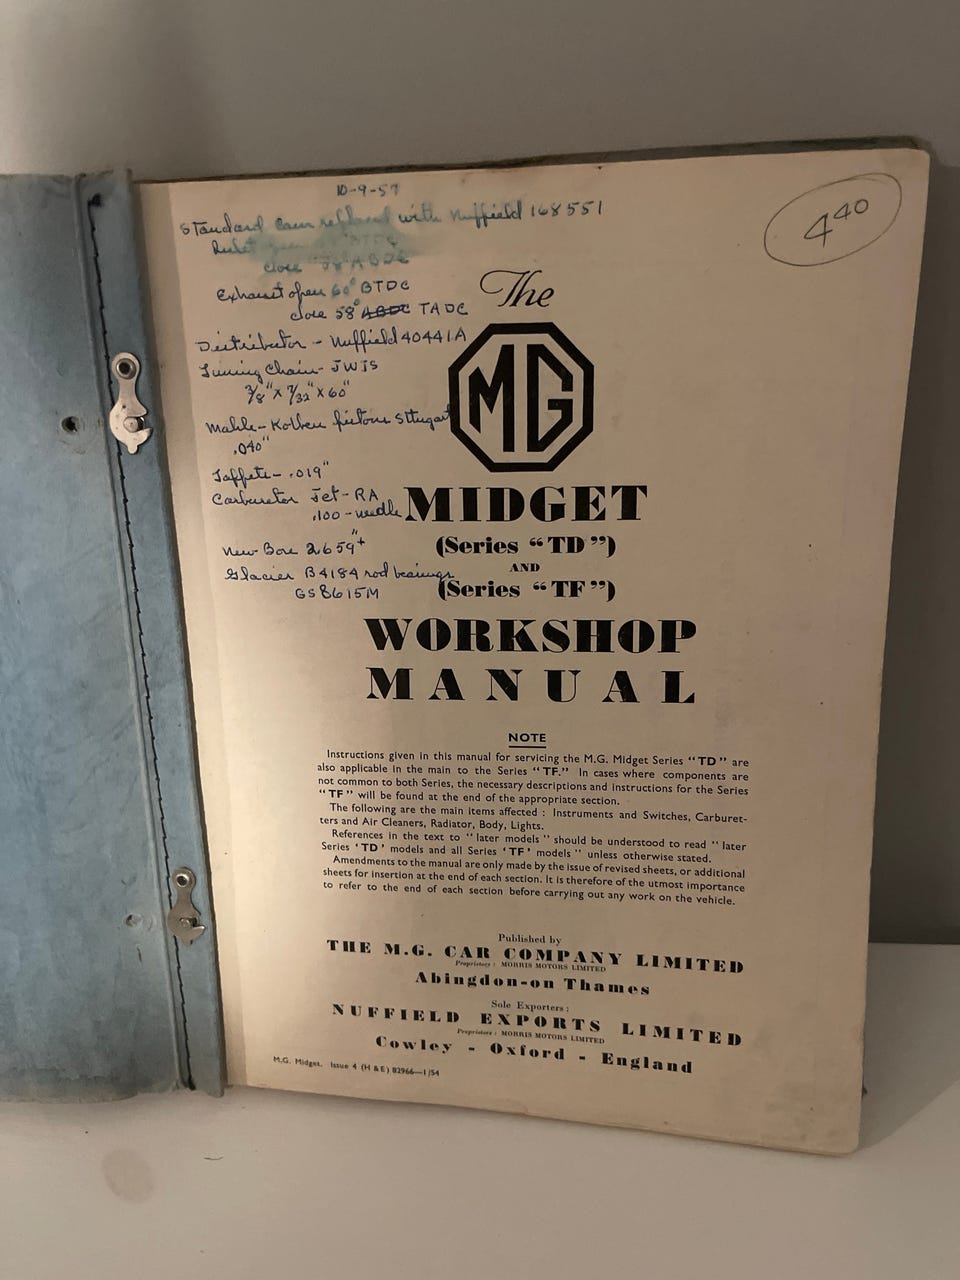 10-9-57
4 40
Standard cam replaced with Nuffield 168551
Inlet open BTDC
close 58° ABDC
Exhaust open 60° BTDC
close 58° ABDC TADC
Distributor - Nuffield 40441A
Timing Chain - JWIS
3/8" x 7/32" x 60"
Mahle - Kolben pistons Sttugart
.040"
Taffets - .019"
Carburetor Jet - RA
.100 - needle
New Bore 2.659"+
Glacier B4184 rod bearings
GS8615M
The
MG
MIDGET
(Series “TD”)
AND
(Series “TF”)
WORKSHOP
MANUAL
NOTE
Instructions given in this manual for servicing the M.G. Midget Series “TD” are
also applicable in the main to the Series “TF.” In cases where components are
not common to both Series, the necessary descriptions and instructions for the Series
“TF” will be found at the end of the appropriate section.
The following are the main items affected : Instruments and Switches, Carburet-
ters and Air Cleaners, Radiator, Body, Lights.
References in the text to “later models” should be understood to read “later
Series ‘TD’ models and all Series ‘TF’ models” unless otherwise stated.
Amendments to the manual are only made by the issue of revised sheets, or additional
sheets for insertion at the end of each section. It is therefore of the utmost importance
to refer to the end of each section before carrying out any work on the vehicle.
Published by
THE M.G. CAR COMPANY LIMITED
Proprietors : MORRIS MOTORS LIMITED
Abingdon-on Thames
Sole Exporters :
NUFFIELD EXPORTS LIMITED
Proprietors : MORRIS MOTORS LIMITED
Cowley - Oxford - England
M.G. Midget. Issue 4 (H & E) 82966—1/54